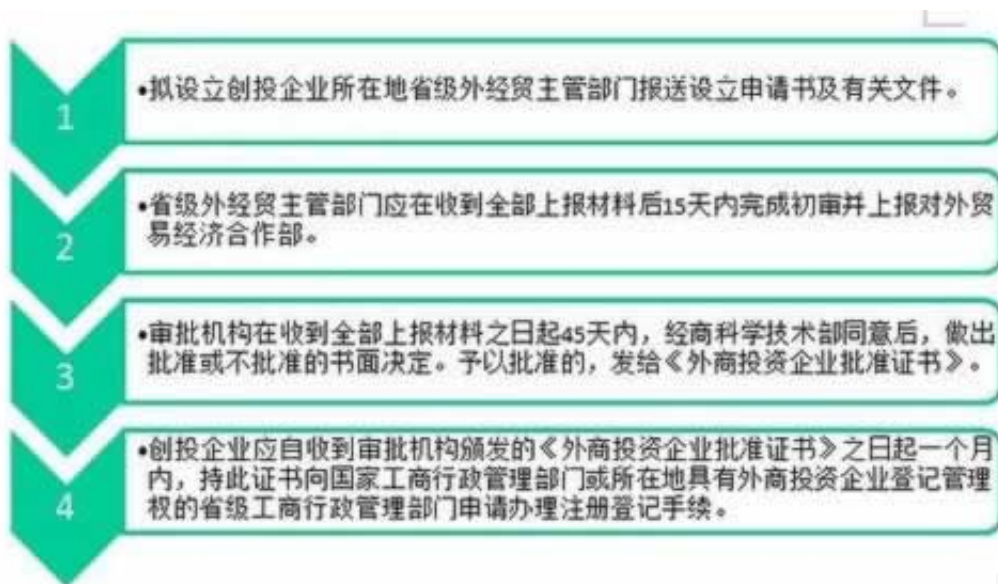 1
•拟设立创投企业所在地省级外经贸主管部门报送设立申请书及有关文件。
2
•省级外经贸主管部门应在收到全部上报材料后15天内完成初审并上报对外贸
易经济合作部。
3
•审批机构在收到全部上报材料之日起45天内，经商科学技术部同意后，做出
批准或不批准的书面决定。予以批准的，发给《外商投资企业批准证书》。
4
•创投企业应自收到审批机构颁发的《外商投资企业批准证书》之日起一个月
内，持此证书向国家工商行政管理部门或所在地具有外商投资企业登记管理
权的省级工商行政管理部门申请办理注册登记手续。